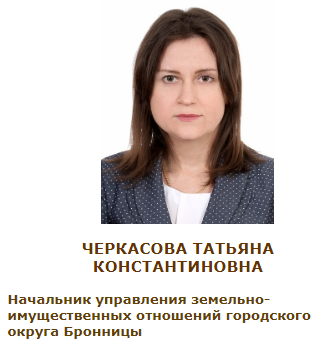 ЧЕРКАСОВА ТАТЬЯНА
КОНСТАНТИНОВНА
Начальник управления земельно-
имущественных отношений городского
округа Бронницы